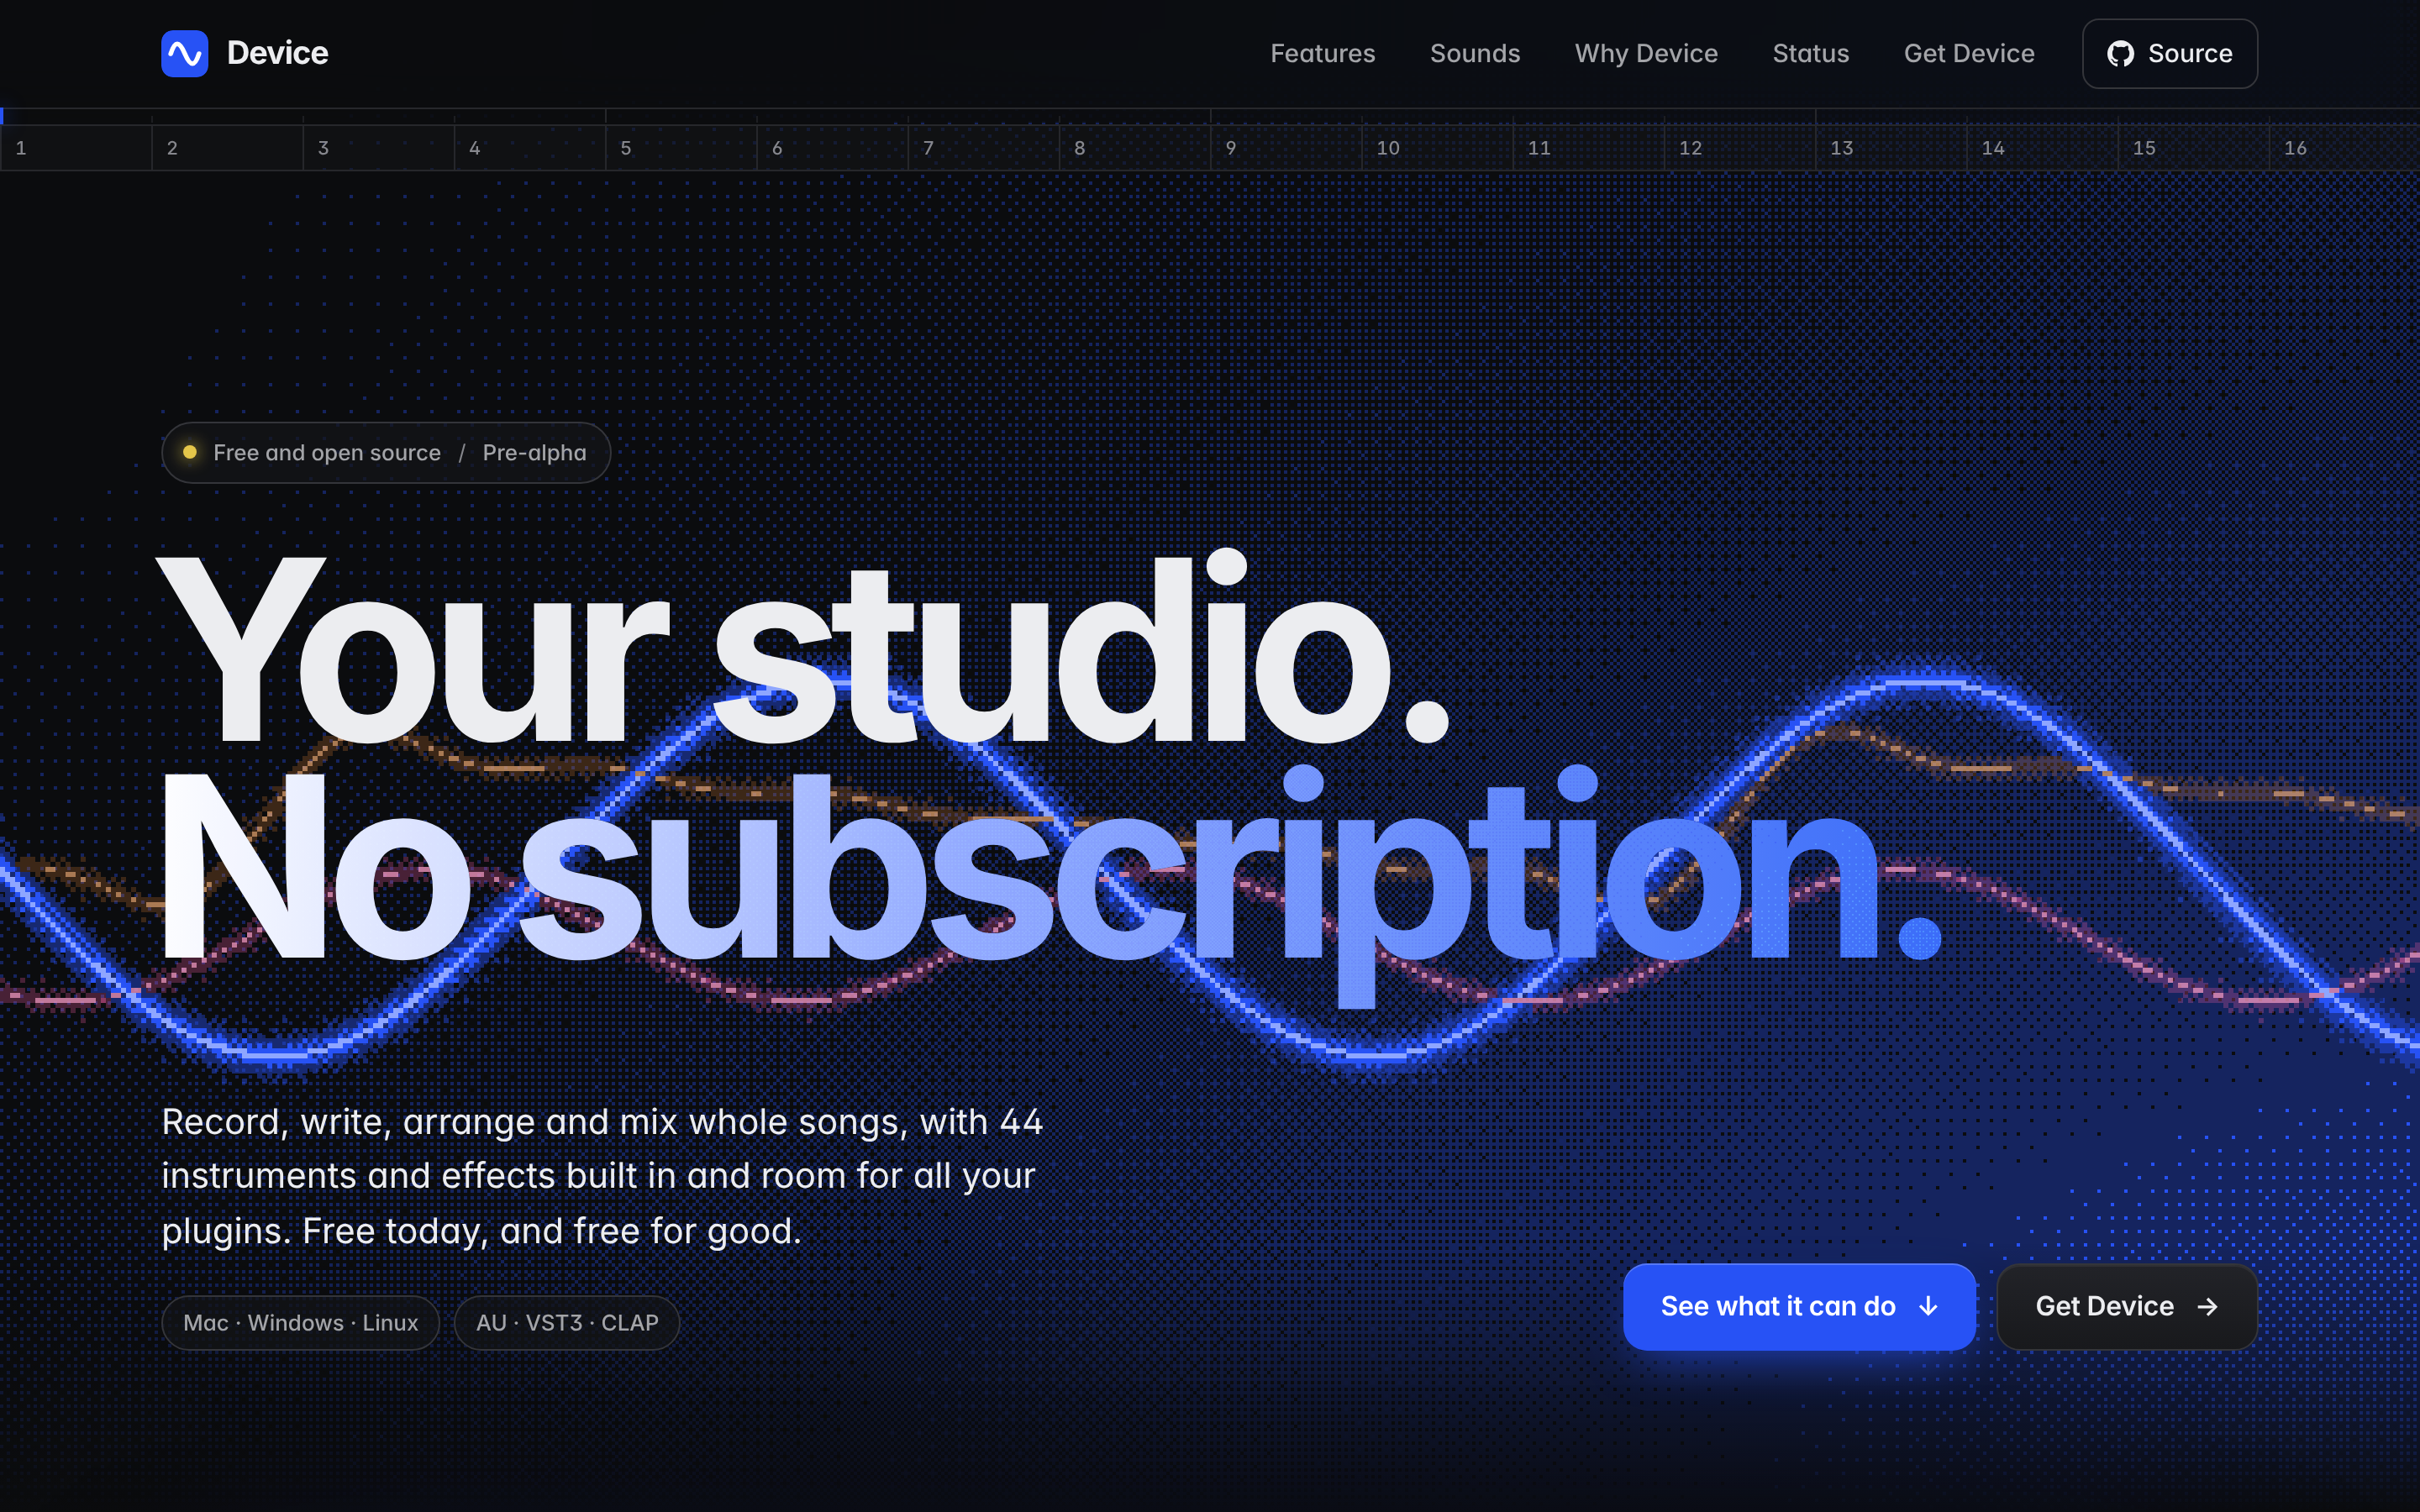 Device
Features Sounds Why Device Status Get Device Source
1 2 3 4 5 6 7 8 9 10 11 12 13 14 15 16
Free and open source / Pre-alpha
Your studio.
No subscription.
Record, write, arrange and mix whole songs, with 44
instruments and effects built in and room for all your
plugins. Free today, and free for good.
Mac · Windows · Linux
AU · VST3 · CLAP
See what it can do ↓
Get Device →